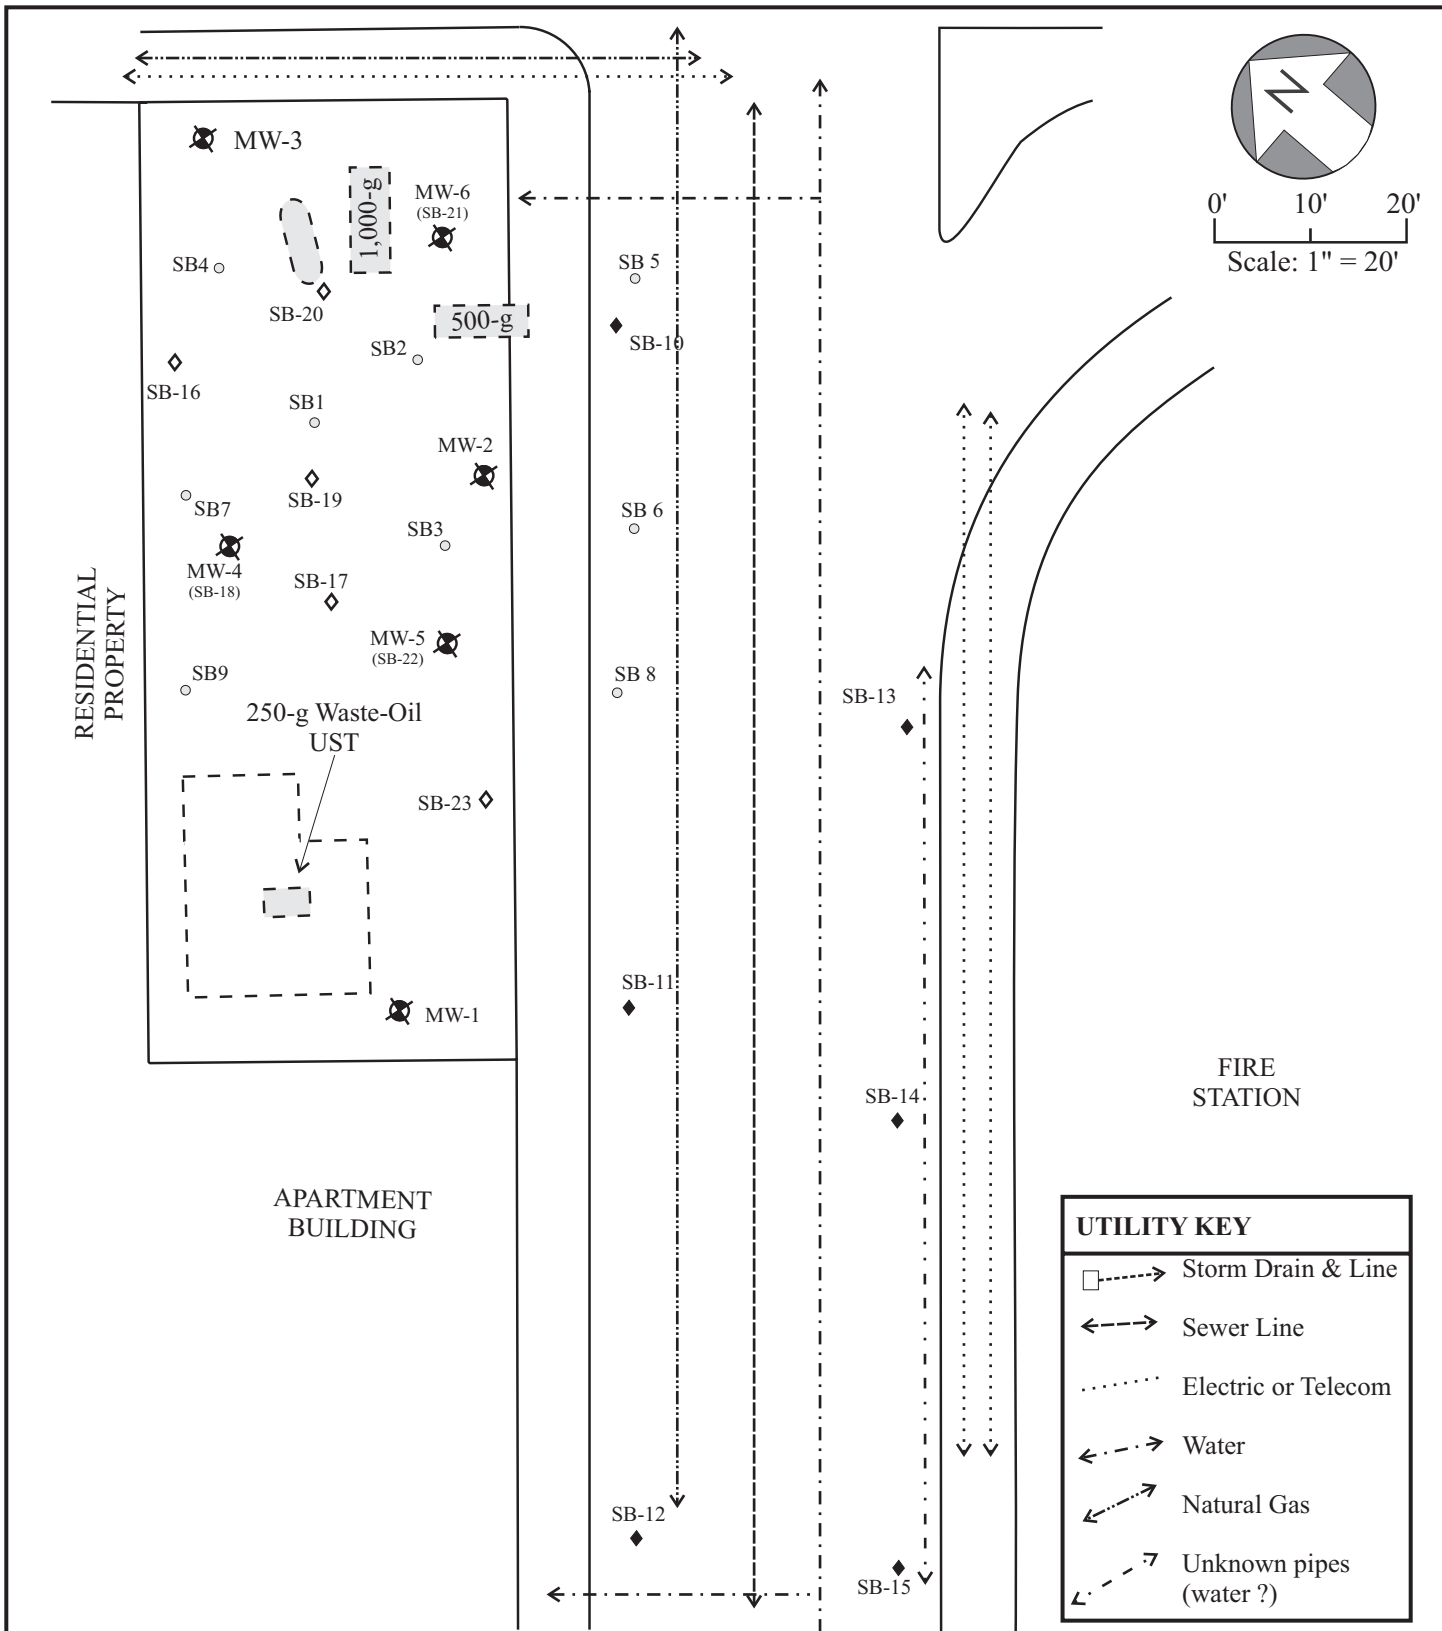 MW-3
1,000-g
MW-6
(SB-21)
N
0' 10' 20'
Scale: 1" = 20'
SB4
SB 5
SB-20
500-g
SB-10
SB2
SB-16
SB1
MW-2
SB-19
SB7
SB 6
SB3
MW-4
(SB-18)
SB-17
RESIDENTIAL
PROPERTY
MW-5
(SB-22)
SB9
SB 8
SB-13
250-g Waste-Oil
UST
SB-23
SB-11
MW-1
FIRE
STATION
SB-14
APARTMENT
BUILDING
UTILITY KEY
Storm Drain & Line
Sewer Line
Electric or Telecom
Water
Natural Gas
Unknown pipes
(water ?)
SB-12
SB-15